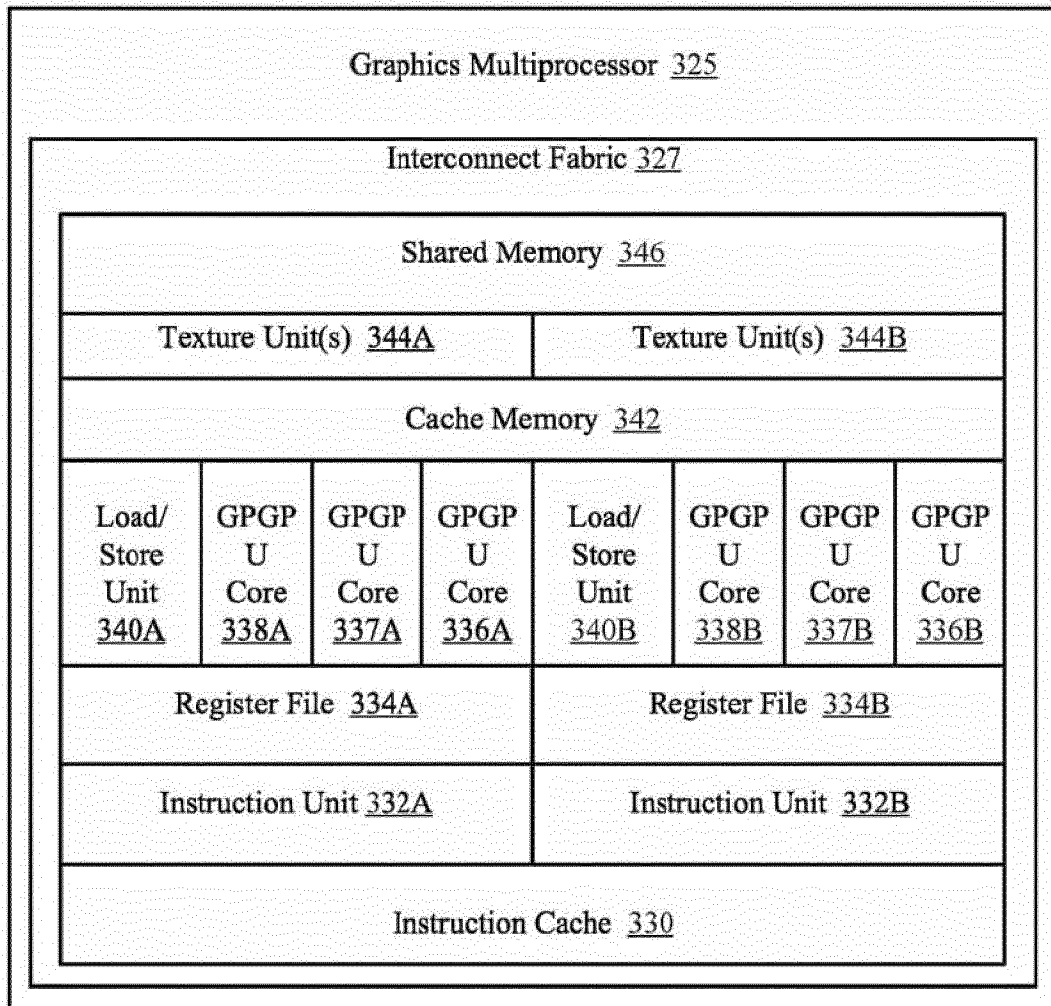 Graphics Multiprocessor 325
Interconnect Fabric 327
Shared Memory 346
Texture Unit(s) 344A
Texture Unit(s) 344B
Cache Memory 342
Load/
Store
Unit
340A
GPGP
U
Core
338A
GPGP
U
Core
337A
GPGP
U
Core
336A
Load/
Store
Unit
340B
GPGP
U
Core
338B
GPGP
U
Core
337B
GPGP
U
Core
336B
Register File 334A
Register File 334B
Instruction Unit 332A
Instruction Unit 332B
Instruction Cache 330